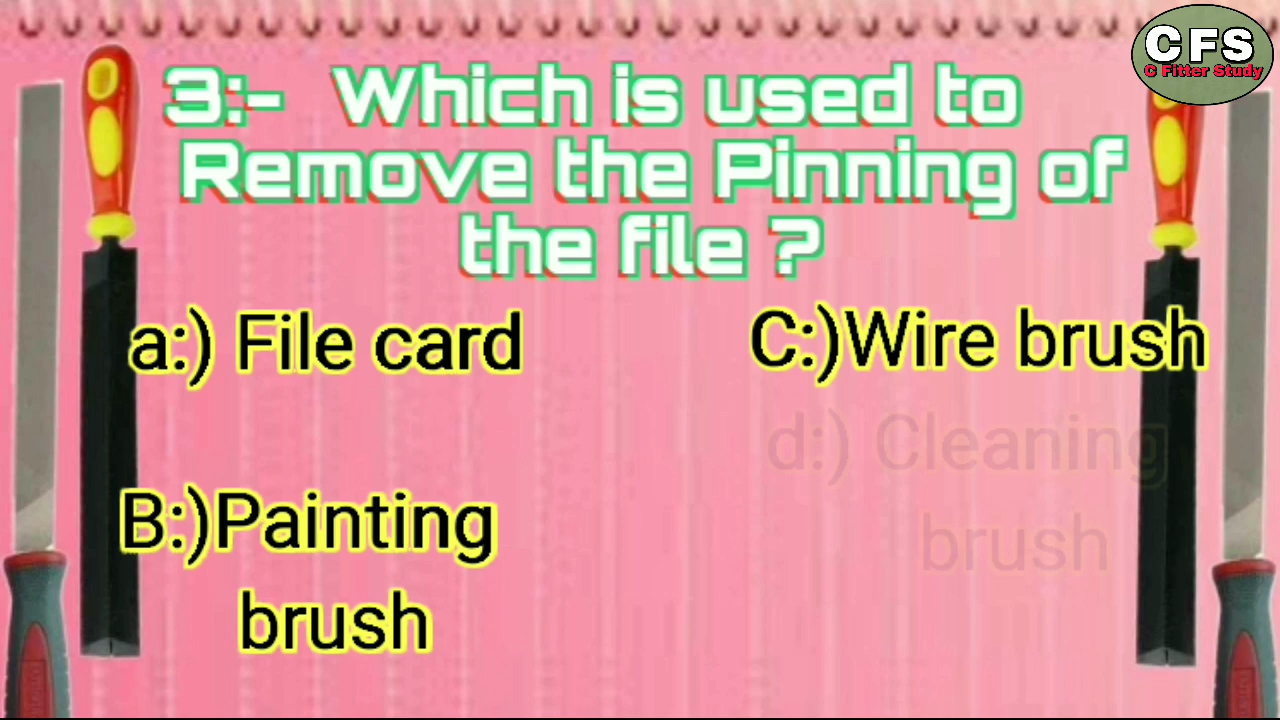 CFS
C Fitter Study
3:- Which is used to
Remove the Pinning of
the file ?
a:) File card
B:)Painting
brush
C:)Wire brush
d:) Cleaning
brush